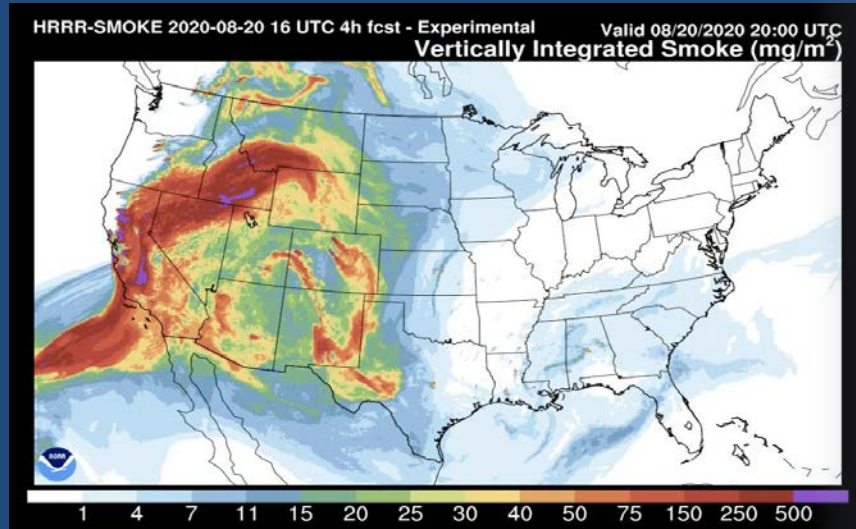 HRRR-SMOKE 2020-08-20 16 UTC 4h fcst - Experimental
Valid 08/20/2020 20:00 UTC
Vertically Integrated Smoke (mg/m²)
NOAA
1 4 7 11 15 20 25 30 40 50 75 150 250 500